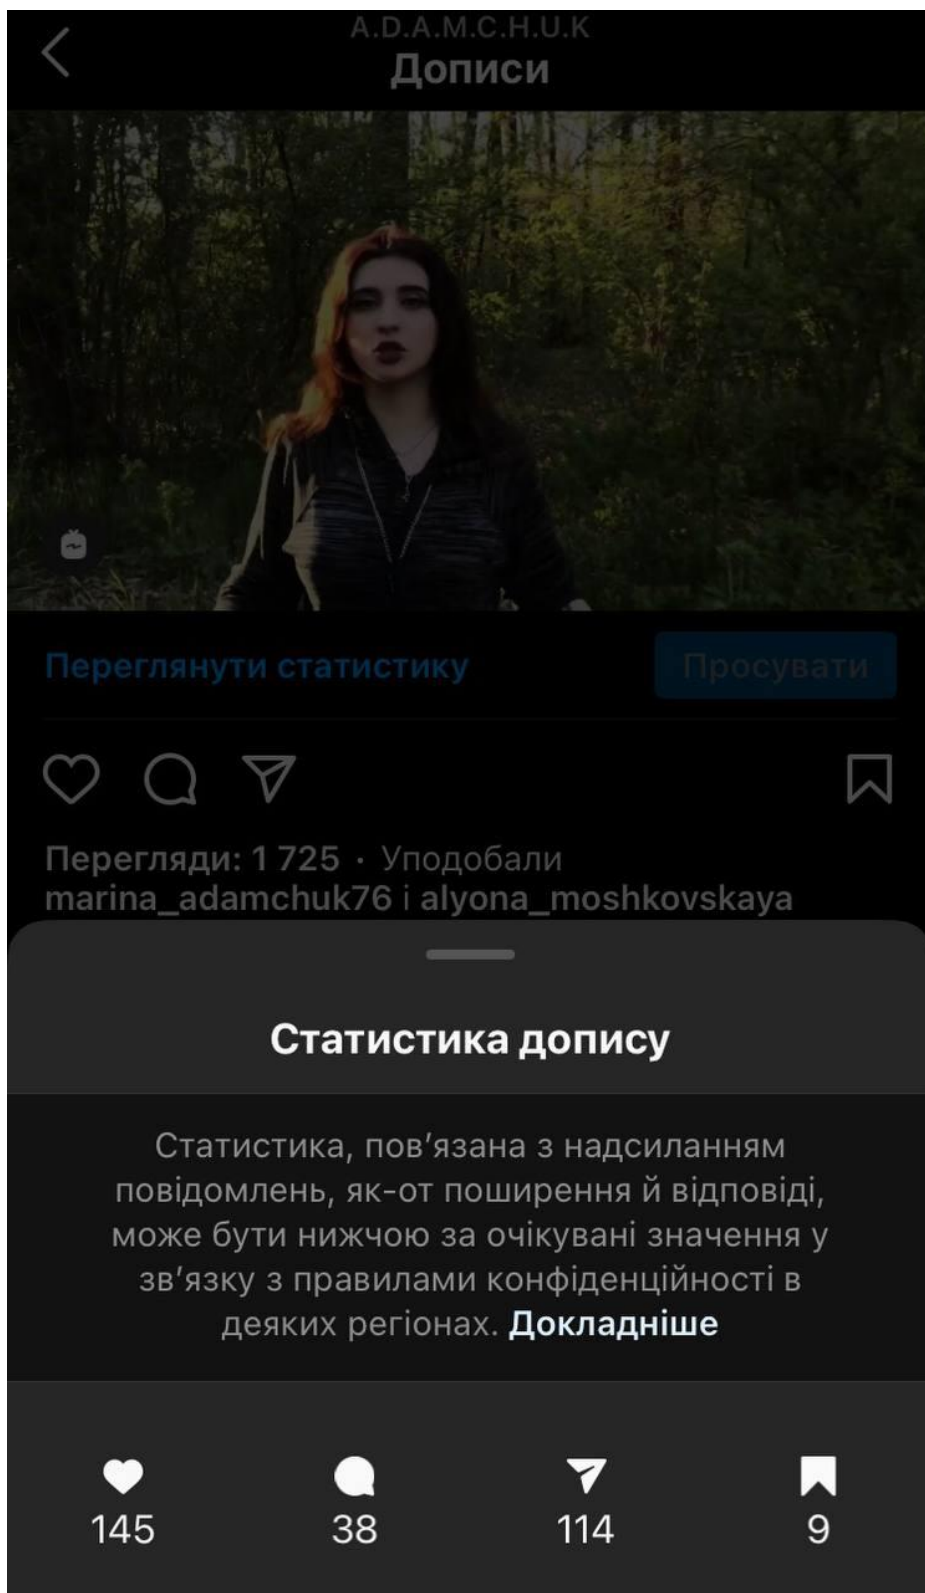 A.D.A.M.C.H.U.K
Дописи
Переглянути статистику
Просувати
Перегляди: 1 725 · Уподобали
marina_adamchuk76 і alyona_moshkovskaya
Статистика допису
Статистика, пов’язана з надсиланням
повідомлень, як-от поширення й відповіді,
може бути нижчою за очікувані значення у
зв’язку з правилами конфіденційності в
деяких регіонах. Докладніше
145 38 114 9